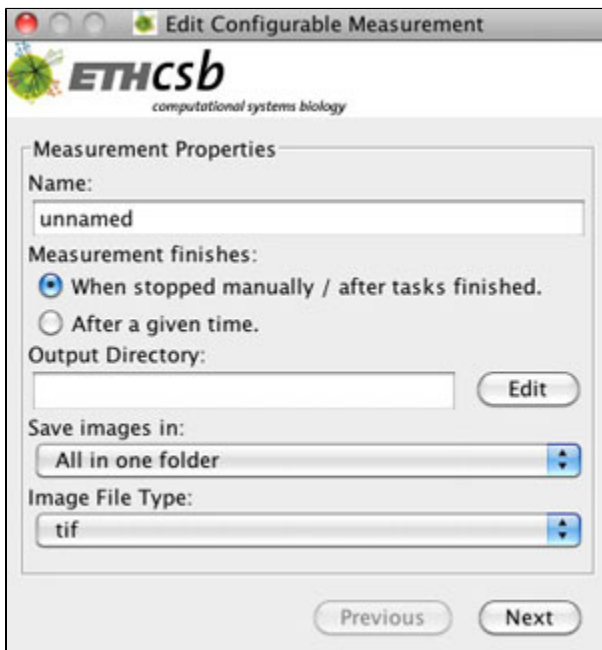 Edit Configurable Measurement
ETHcsb
computational systems biology
Measurement Properties
Name:
unnamed
Measurement finishes:
When stopped manually / after tasks finished.
After a given time.
Output Directory:
Edit
Save images in:
All in one folder
Image File Type:
tif
Previous
Next